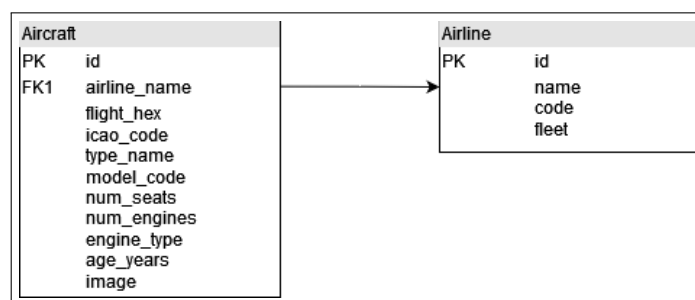 Aircraft
PK id
FK1 airline_name
flight_hex
icao_code
type_name
model_code
num_seats
num_engines
engine_type
age_years
image
Airline
PK id
name
code
fleet